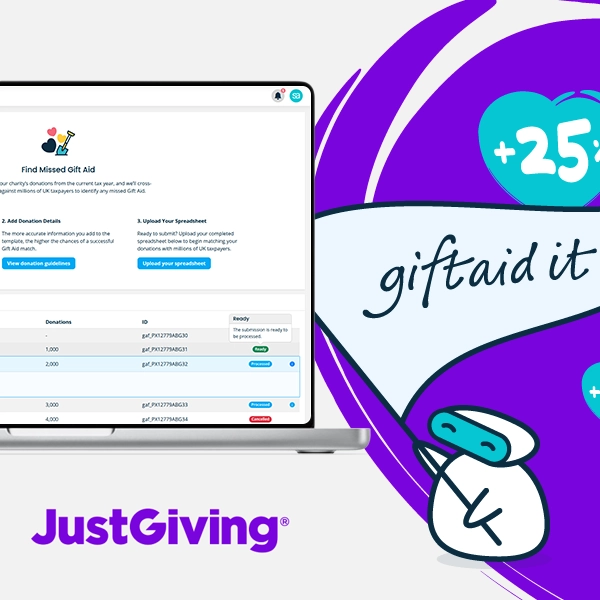 SB
Find Missed Gift Aid
our charity's donations from the current tax year, and we'll cross-
against millions of UK taxpayers to identify any missed Gift Aid.
2. Add Donation Details
The more accurate information you add to the
template, the higher the chances of a successful
Gift Aid match.
View donation guidelines
3. Upload Your Spreadsheet
Ready to submit? Upload your completed
spreadsheet below to begin matching your
donations with millions of UK taxpayers.
Upload your spreadsheet
Donations ID Ready
The submission is ready to
be processed.
- gaf_PX12779ABG30
1,000 gaf_PX12779ABG31 Ready
2,000 gaf_PX12779ABG32 Processed
3,000 gaf_PX12779ABG33 Processed
4,000 gaf_PX12779ABG34 Cancelled
+25%
giftaid it
+
JustGiving®